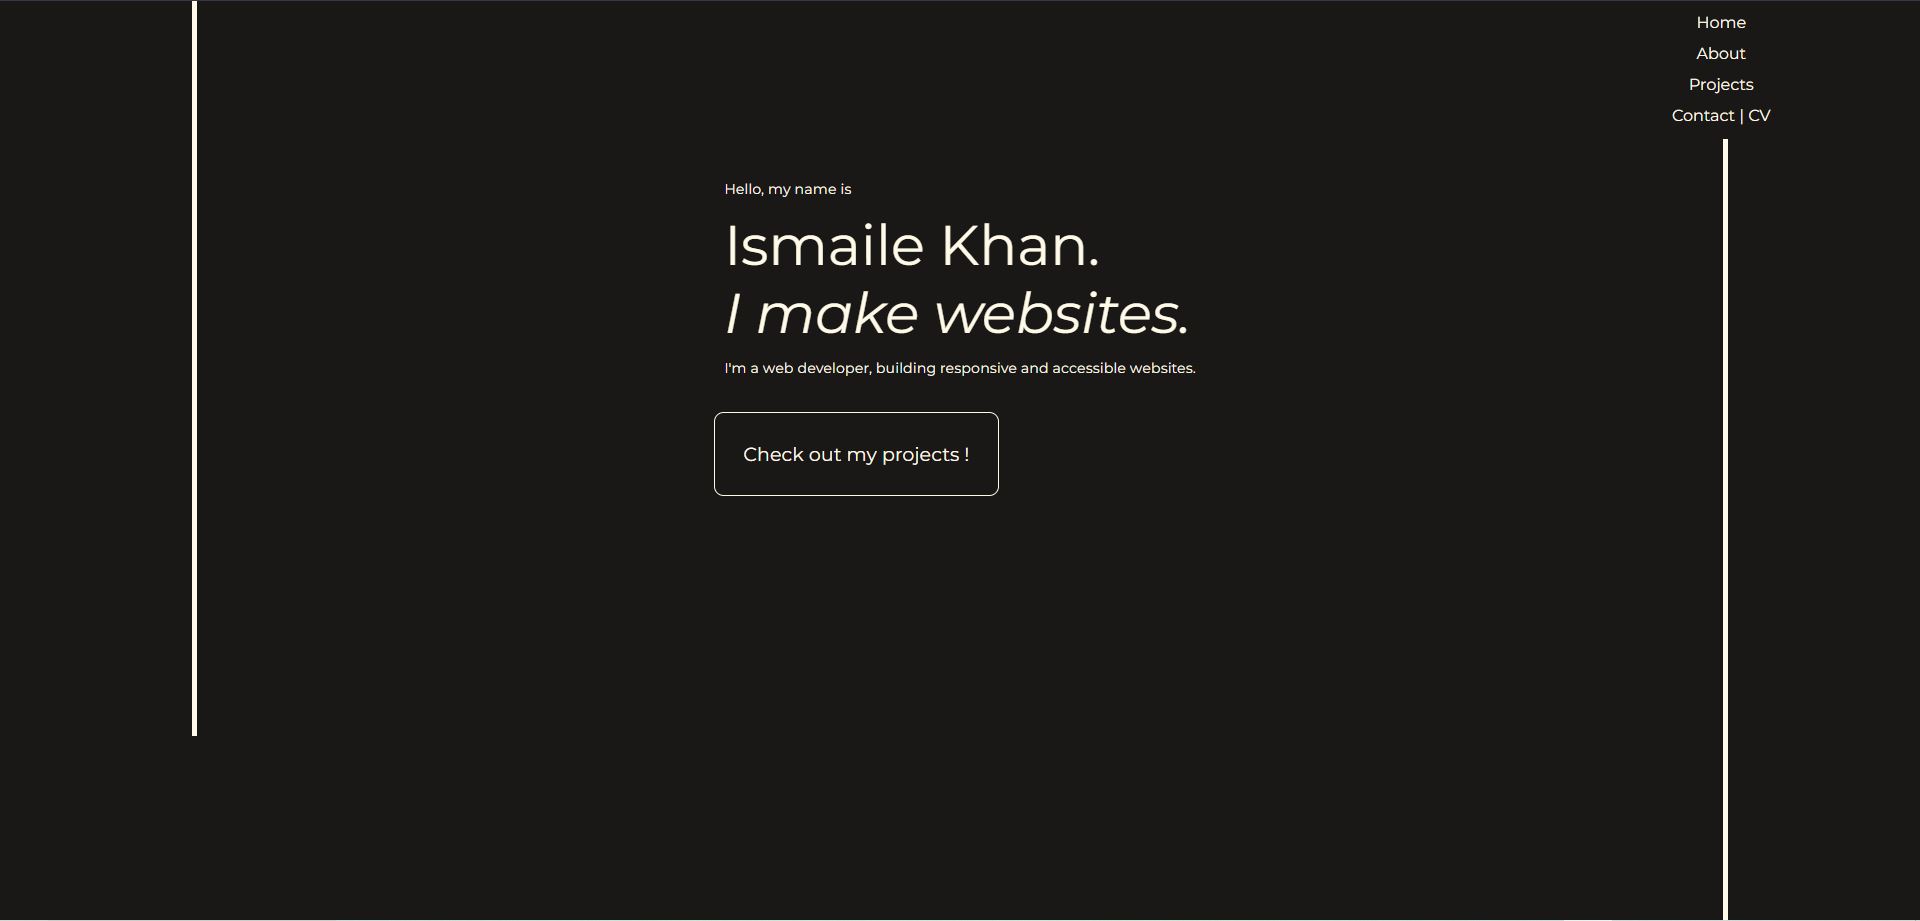 Home
About
Projects
Contact | CV
Hello, my name is
Ismaile Khan.
I make websites.
I'm a web developer, building responsive and accessible websites.
Check out my projects !